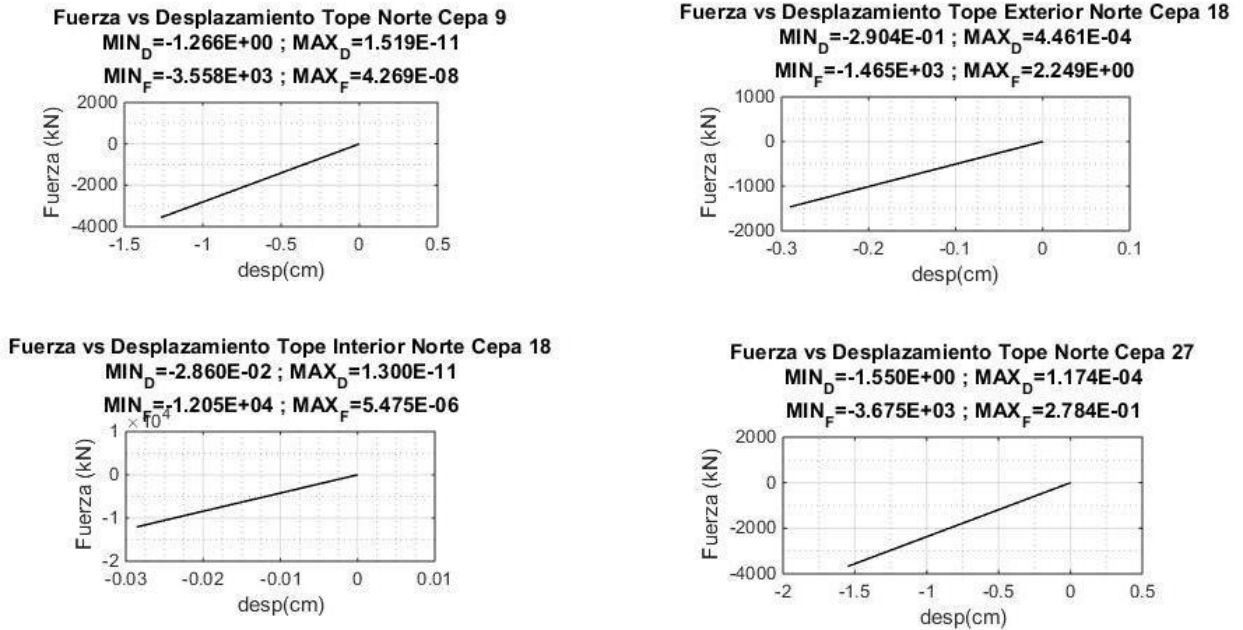 Fuerza vs Desplazamiento Tope Norte Cepa 9
MIN_D=-1.266E+00 ; MAX_D=1.519E-11
MIN_F=-3.558E+03 ; MAX_F=4.269E-08
2000
0
-2000
-4000
Fuerza (kN)
-1.5 -1 -0.5 0 0.5
desp(cm)
Fuerza vs Desplazamiento Tope Exterior Norte Cepa 18
MIN_D=-2.904E-01 ; MAX_D=4.461E-04
MIN_F=-1.465E+03 ; MAX_F=2.249E+00
1000
0
-1000
-2000
Fuerza (kN)
-0.3 -0.2 -0.1 0 0.1
desp(cm)
Fuerza vs Desplazamiento Tope Interior Norte Cepa 18
MIN_D=-2.860E-02 ; MAX_D=1.300E-11
MIN_F=-1.205E+04 ; MAX_F=5.475E-06
× 10^4
1
0
-1
-2
Fuerza (kN)
-0.03 -0.02 -0.01 0 0.01
desp(cm)
Fuerza vs Desplazamiento Tope Norte Cepa 27
MIN_D=-1.550E+00 ; MAX_D=1.174E-04
MIN_F=-3.675E+03 ; MAX_F=2.784E-01
2000
0
-2000
-4000
Fuerza (kN)
-2 -1.5 -1 -0.5 0 0.5
desp(cm)